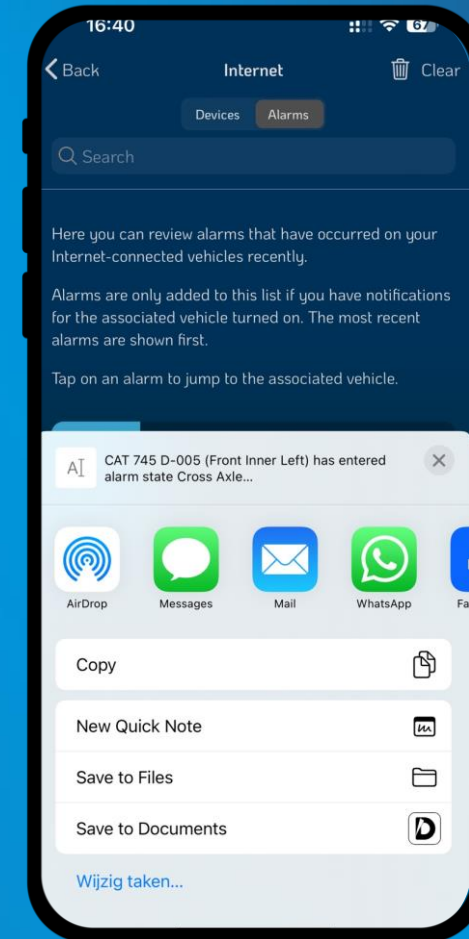 16:40
67
Back
Internet
Clear
Devices
Alarms
Search
Here you can review alarms that have occurred on your
Internet-connected vehicles recently.
Alarms are only added to this list if you have notifications
for the associated vehicle turned on. The most recent
alarms are shown first.
Tap on an alarm to jump to the associated vehicle.
CAT 745 D-005 (Front Inner Left) has entered
alarm state Cross Axle...
AirDrop
Messages
Mail
WhatsApp
Fa
Copy
New Quick Note
Save to Files
Save to Documents
Wijzig taken...